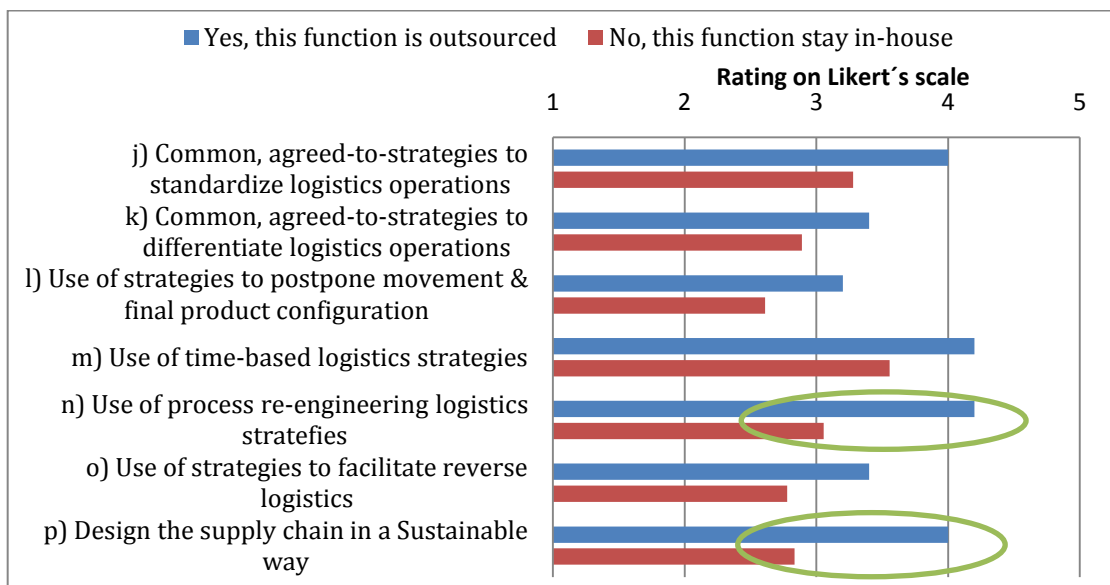 Yes, this function is outsourced No, this function stay in-house
Rating on Likert´s scale
1 2 3 4 5
j) Common, agreed-to-strategies to
standardize logistics operations
k) Common, agreed-to-strategies to
differentiate logistics operations
l) Use of strategies to postpone movement &
final product configuration
m) Use of time-based logistics strategies
n) Use of process re-engineering logistics
stratefies
o) Use of strategies to facilitate reverse
logistics
p) Design the supply chain in a Sustainable
way